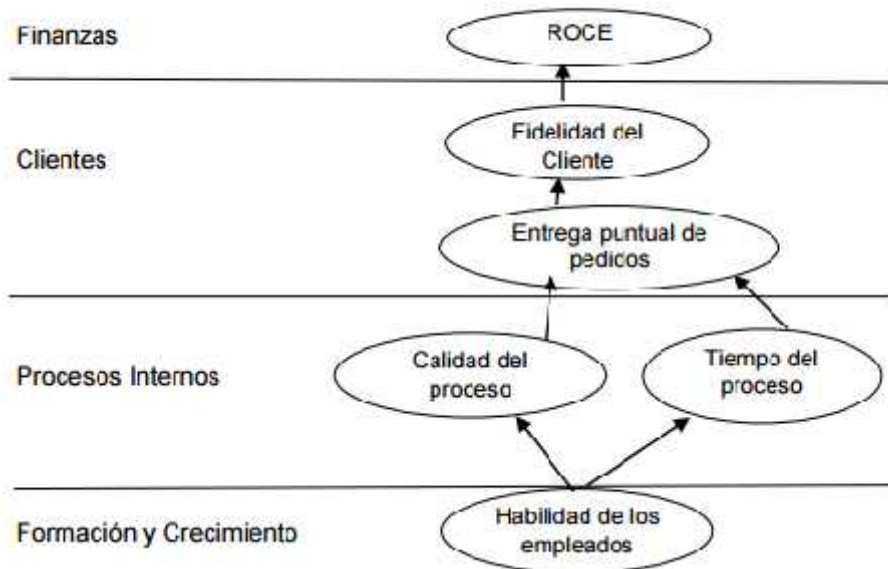 Finanzas
ROCE
Clientes
Fidelidad del
Cliente
Entrega puntual de
pedicos
Procesos Internos
Calidad del
proceso
Tiempo del
proceso
Formación y Crecimiento
Habilidad de los
empleados